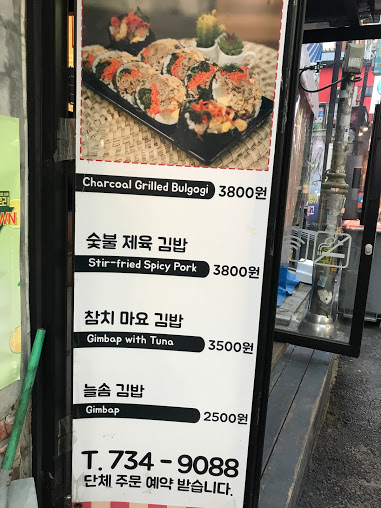 Charcoal Grilled Bulgogi 3800원
숯불 제육 김밥
Stir-fried Spicy Pork 3800원
참치 마요 김밥
Gimbap with Tuna 3500원
늘솜 김밥
Gimbap 2500원
T. 734 - 9088
단체 주문 예약 받습니다.